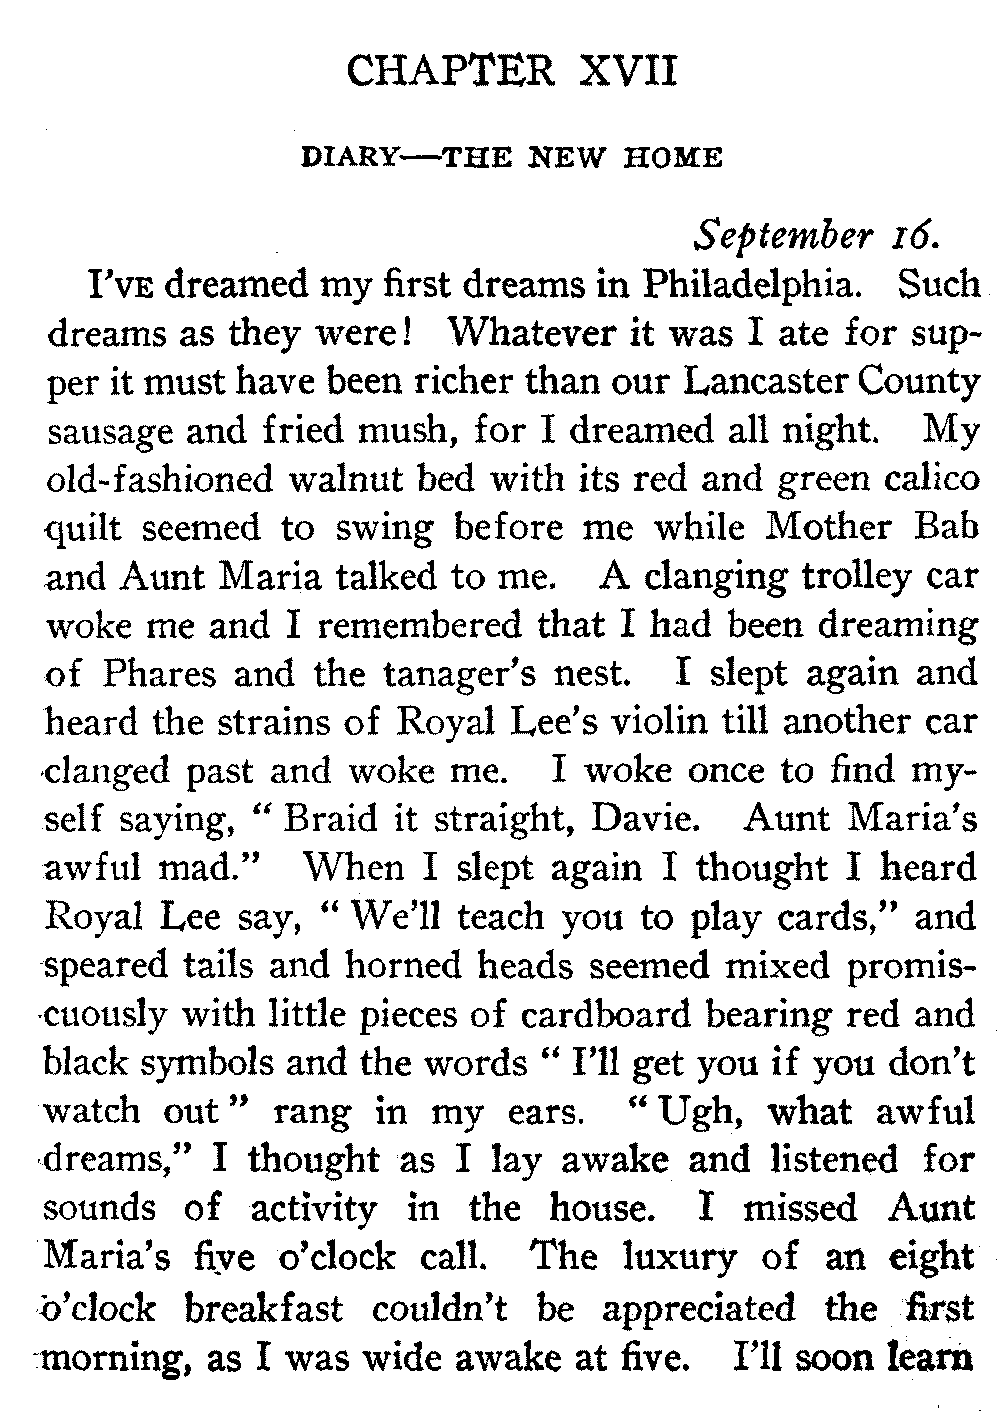 CHAPTER XVII
DIARY—THE NEW HOME
September 16.
I'VE dreamed my first dreams in Philadelphia. Such
dreams as they were! Whatever it was I ate for sup-
per it must have been richer than our Lancaster County
sausage and fried mush, for I dreamed all night. My
old-fashioned walnut bed with its red and green calico
quilt seemed to swing before me while Mother Bab
and Aunt Maria talked to me. A clanging trolley car
woke me and I remembered that I had been dreaming
of Phares and the tanager's nest. I slept again and
heard the strains of Royal Lee's violin till another car
clanged past and woke me. I woke once to find my-
self saying, "Braid it straight, Davie. Aunt Maria's
awful mad." When I slept again I thought I heard
Royal Lee say, "We'll teach you to play cards," and
speared tails and horned heads seemed mixed promis-
cuously with little pieces of cardboard bearing red and
black symbols and the words "I'll get you if you don't
watch out" rang in my ears. "Ugh, what awful
dreams," I thought as I lay awake and listened for
sounds of activity in the house. I missed Aunt
Maria's five o'clock call. The luxury of an eight
o'clock breakfast couldn't be appreciated the first
morning, as I was wide awake at five. I'll soon learn